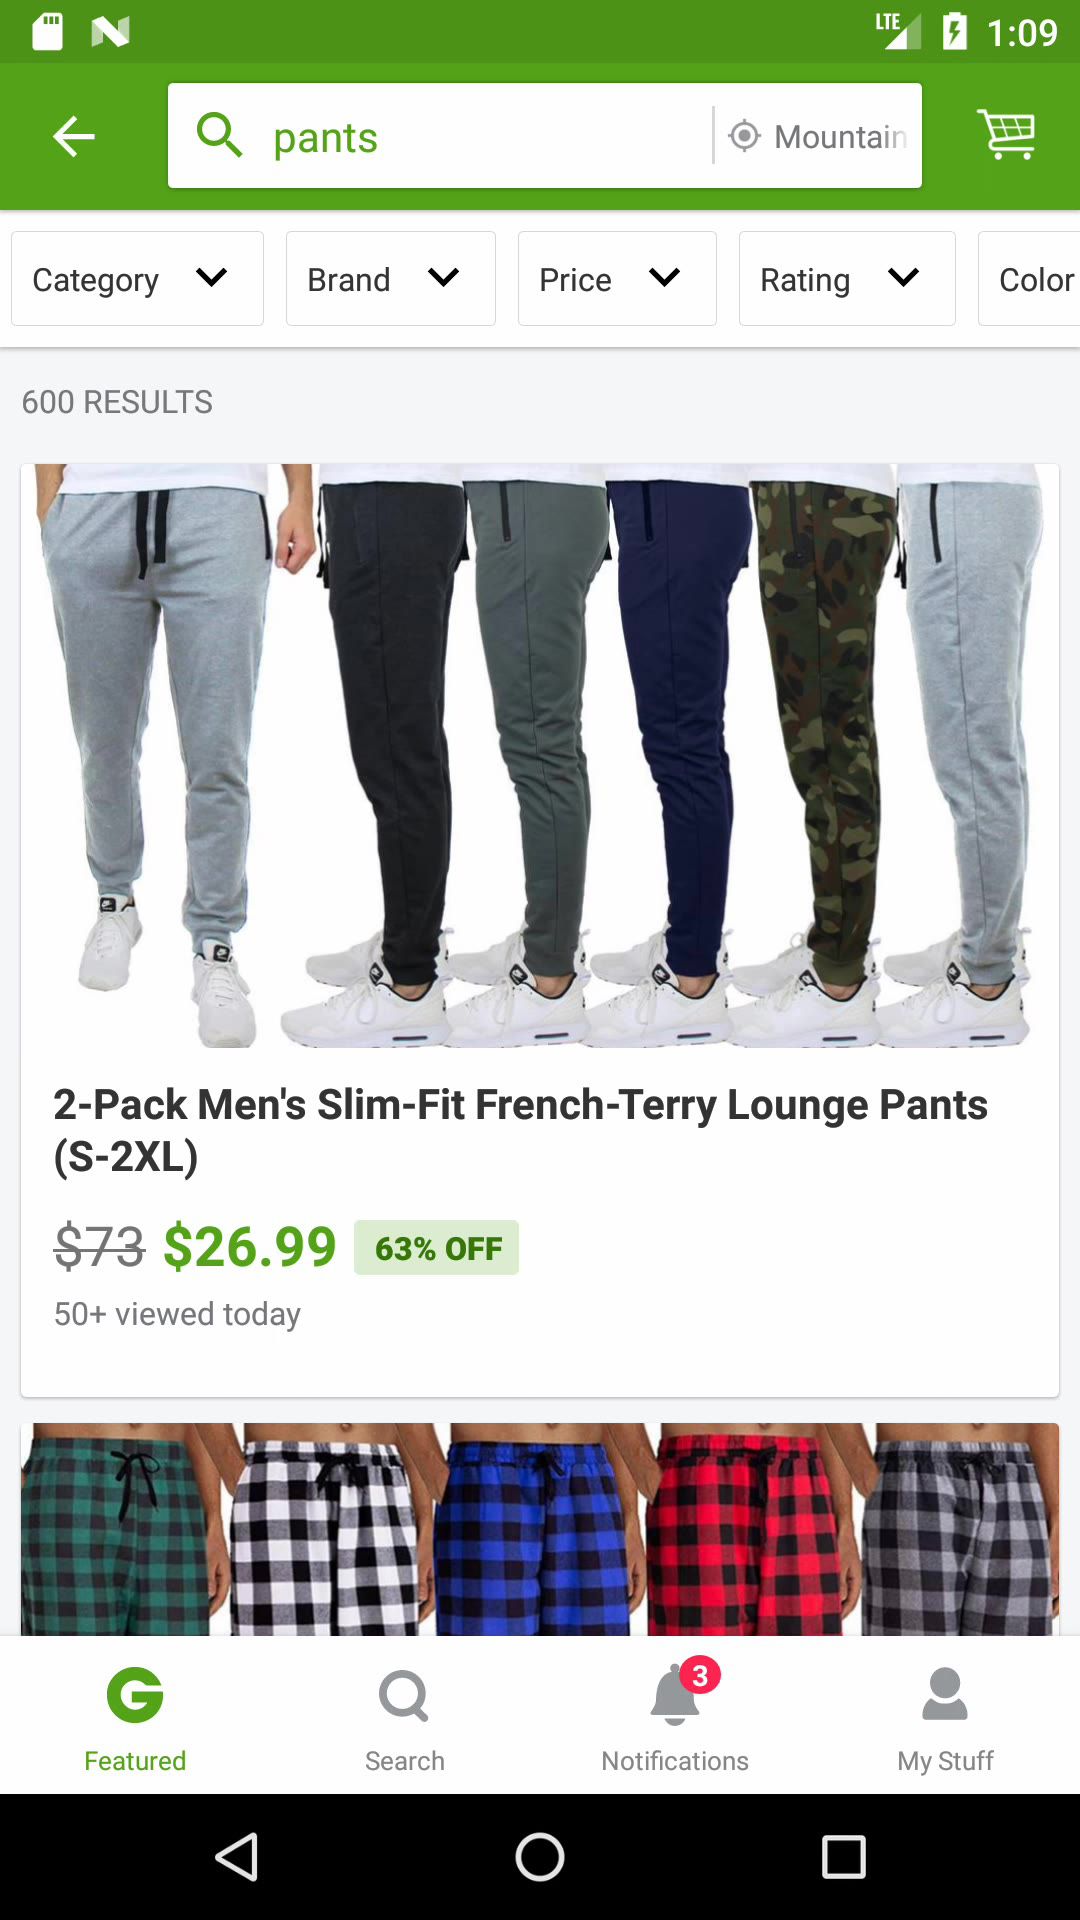 LTE 1:09
pants Mountain
Category Brand Price Rating Color
600 RESULTS
2-Pack Men's Slim-Fit French-Terry Lounge Pants
(S-2XL)
$73 $26.99 63% OFF
50+ viewed today
3
Featured Search Notifications My Stuff